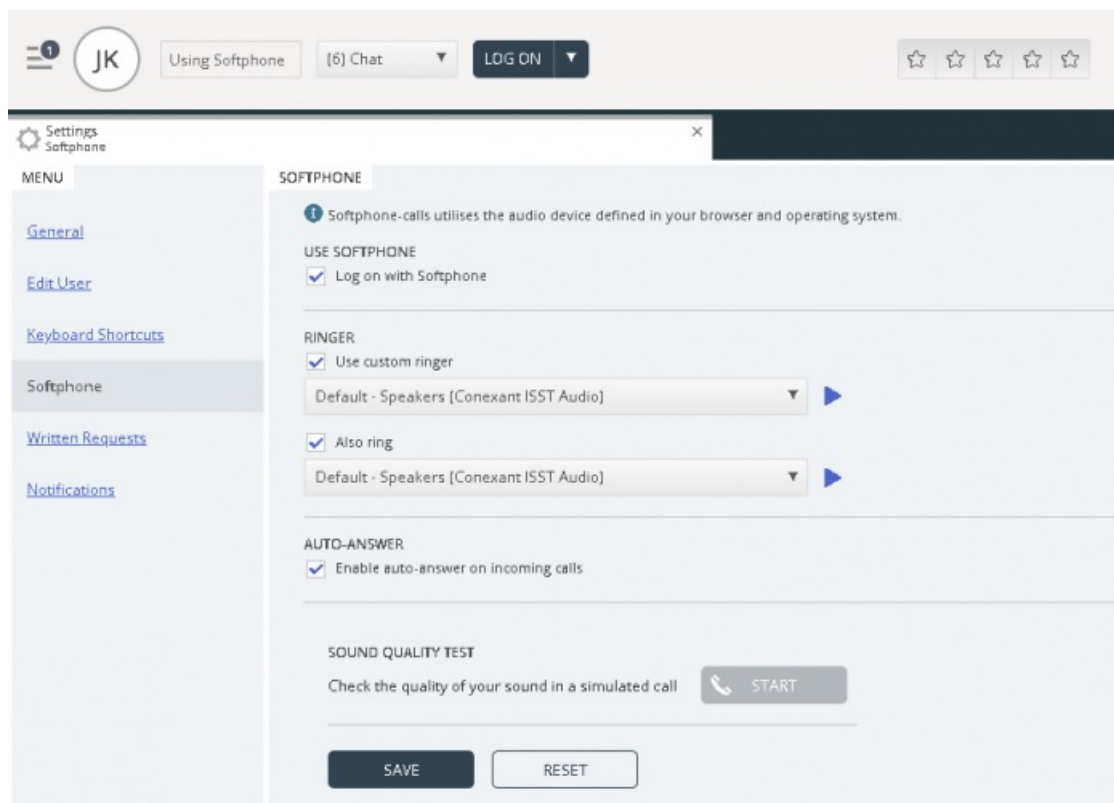 1
JK
Using Softphone
(6) Chat
LOG ON
Settings
Softphone
MENU
SOFTPHONE
General
Edit User
Keyboard Shortcuts
Softphone
Written Requests
Notifications
Softphone-calls utilises the audio device defined in your browser and operating system.
USE SOFTPHONE
Log on with Softphone
RINGER
Use custom ringer
Default - Speakers [Conexant ISST Audio]
Also ring
Default - Speakers [Conexant ISST Audio]
AUTO-ANSWER
Enable auto-answer on incoming calls
SOUND QUALITY TEST
Check the quality of your sound in a simulated call
START
SAVE
RESET